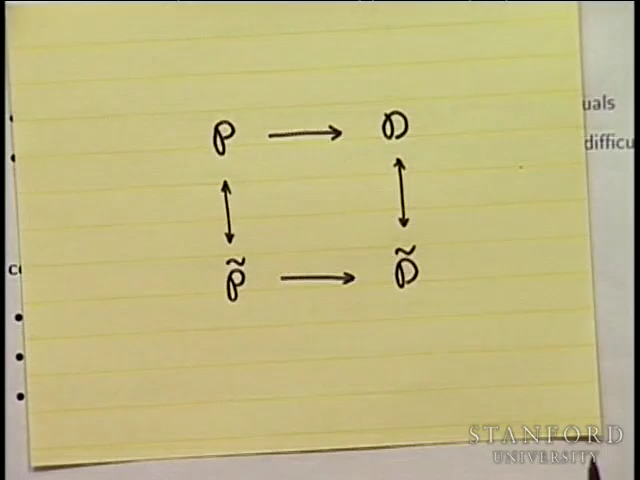 P → D
↕ ↕
P̃ → D̃
uals
difficu
STANFORD
UNIVERSITY